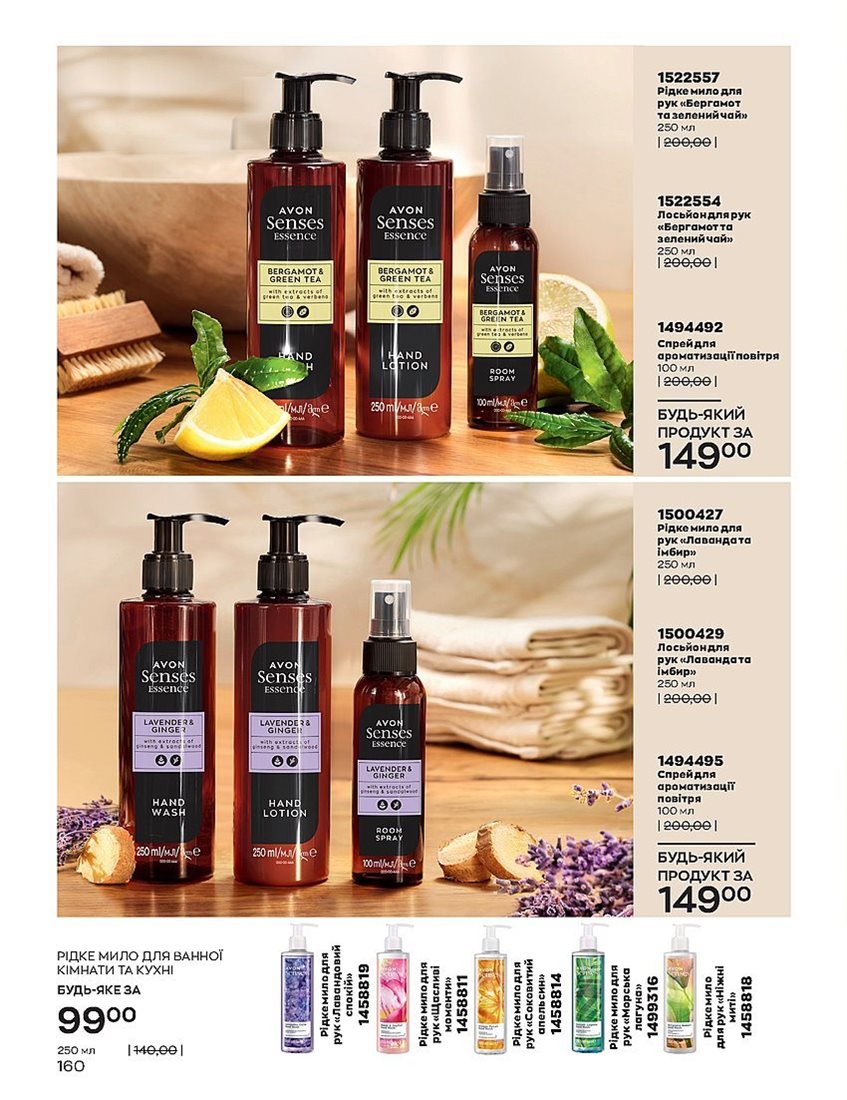 AVON
Senses
Essence
BERGAMOT &
GREEN TEA
with extracts of
green tea & verbena
HAND
AVON
Senses
Essence
BERGAMOT &
GREEN TEA
with extracts of
green tea & verbena
HAND
LOTION
250 ml/мл/მლ e
AVON
Senses
Essence
BERGAMOT &
GREEN TEA
with extracts of
green tea & verbena
ROOM
SPRAY
100 ml/мл/მლ e
1522557
Рідке мило для
рук «Бергамот
та зелений чай»
250 мл
| 200,00 |
1522554
Лосьйон для рук
«Бергамот та
зелений чай»
250 мл
| 200,00 |
1494492
Спрей для
ароматизації повітря
100 мл
| 200,00 |
БУДЬ-ЯКИЙ
ПРОДУКТ ЗА
14900
AVON
Senses
Essence
LAVENDER &
GINGER
with extracts of
ginseng & sandalwood
HAND
WASH
250 ml/мл/მლ e
AVON
Senses
Essence
LAVENDER &
GINGER
with extracts of
ginseng & sandalwood
HAND
LOTION
250 ml/мл/მლ e
AVON
Senses
Essence
LAVENDER &
GINGER
with extracts of
ginseng & sandalwood
ROOM
SPRAY
100 ml/мл/მლ e
1500427
Рідке мило для
рук «Лаванда та
імбир»
250 мл
| 200,00 |
1500429
Лосьйон для
рук «Лаванда та
імбир»
250 мл
| 200,00 |
1494495
Спрей для
ароматизації
повітря
100 мл
| 200,00 |
БУДЬ-ЯКИЙ
ПРОДУКТ ЗА
14900
РІДКЕ МИЛО ДЛЯ ВАННОЇ
КІМНАТИ ТА КУХНІ
БУДЬ-ЯКЕ ЗА
9900
250 мл | 140,00 |
160
Рідке мило для
рук «Лавандовий
спокій»
1458819
Рідке мило для
рук «Щасливі
моменти»
1458811
Рідке мило для
рук «Соковитий
апельсин»
1458814
Рідке мило для
рук «Морська
лагуна»
1499316
Рідке мило
для рук «Ніжні
миті»
1458818